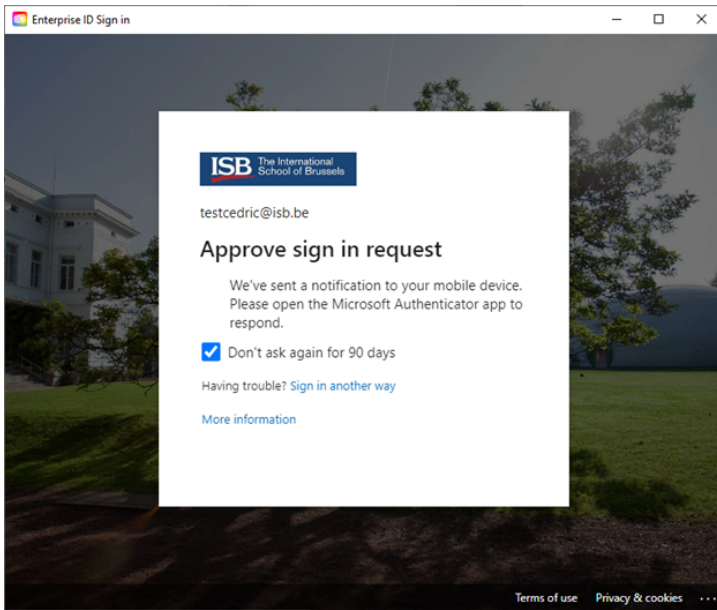 Enterprise ID Sign in
ISB The International
School of Brussels
testcedric@isb.be
Approve sign in request
We've sent a notification to your mobile device.
Please open the Microsoft Authenticator app to
respond.
Don't ask again for 90 days
Having trouble? Sign in another way
More information
Terms of use Privacy & cookies ...